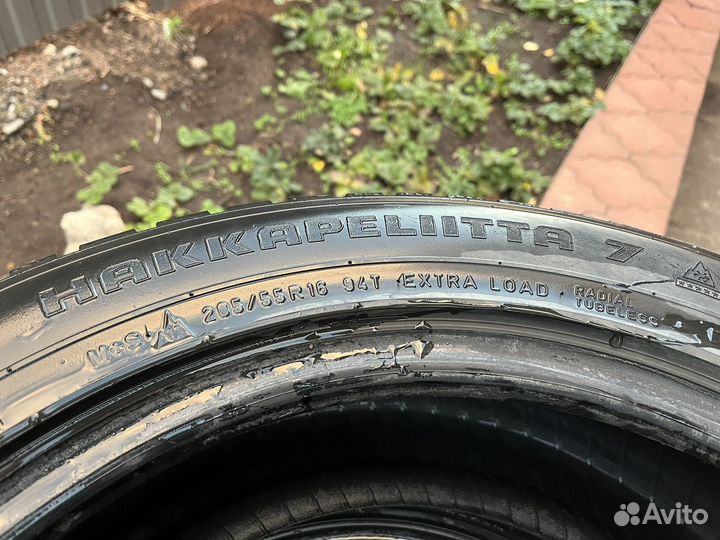 HAKKAPELIITTA 7
M+S 205/55R16 94T EXTRA LOAD
RADIAL
TUBELESS
Avito